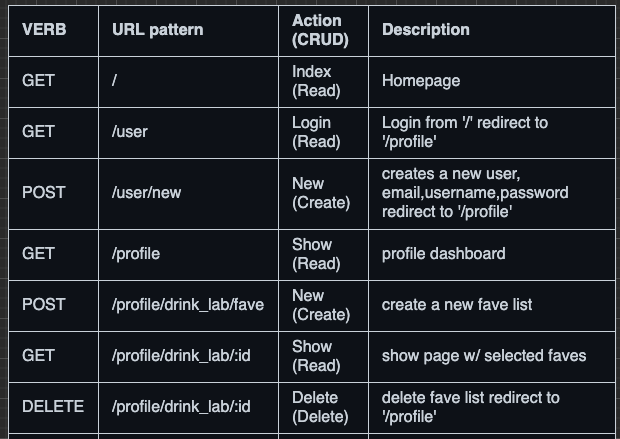 VERB URL pattern Action (CRUD) Description
GET / Index (Read) Homepage
GET /user Login (Read) Login from '/' redirect to '/profile'
POST /user/new New (Create) creates a new user, email,username,password redirect to '/profile'
GET /profile Show (Read) profile dashboard
POST /profile/drink_lab/fave New (Create) create a new fave list
GET /profile/drink_lab/:id Show (Read) show page w/ selected faves
DELETE /profile/drink_lab/:id Delete (Delete) delete fave list redirect to '/profile'